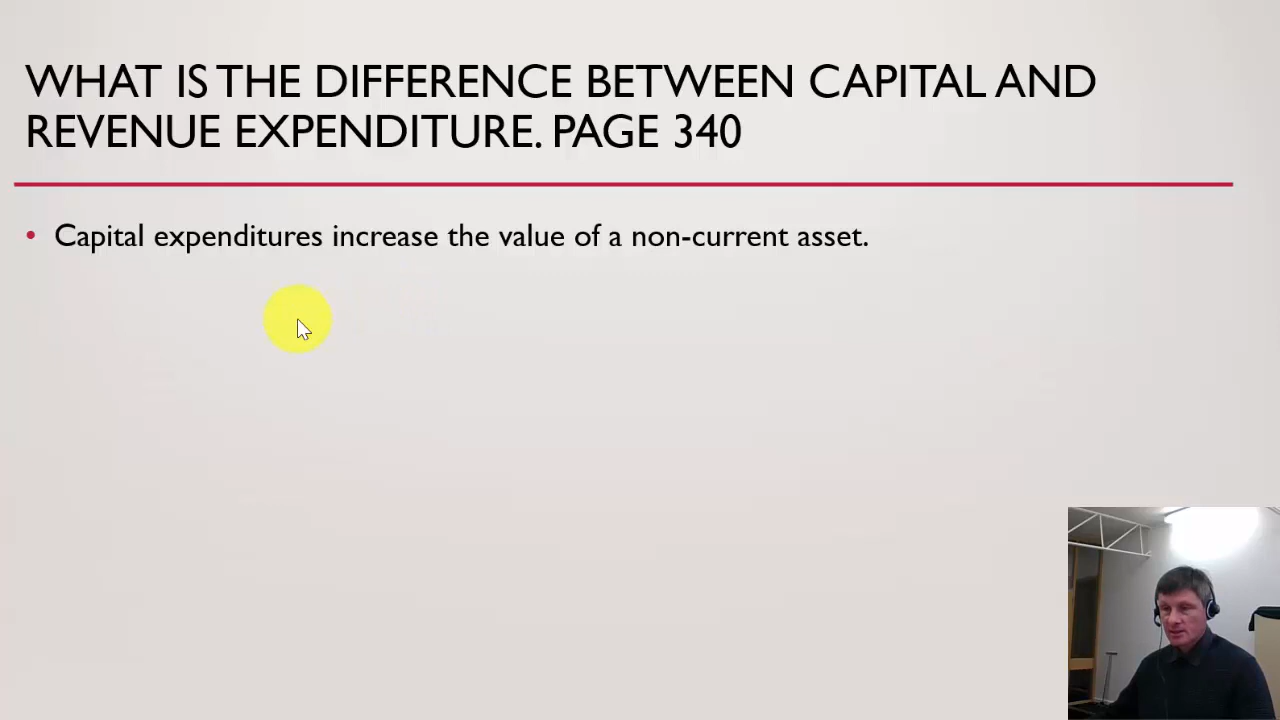 WHAT IS THE DIFFERENCE BETWEEN CAPITAL AND
REVENUE EXPENDITURE. PAGE 340
• Capital expenditures increase the value of a non-current asset.